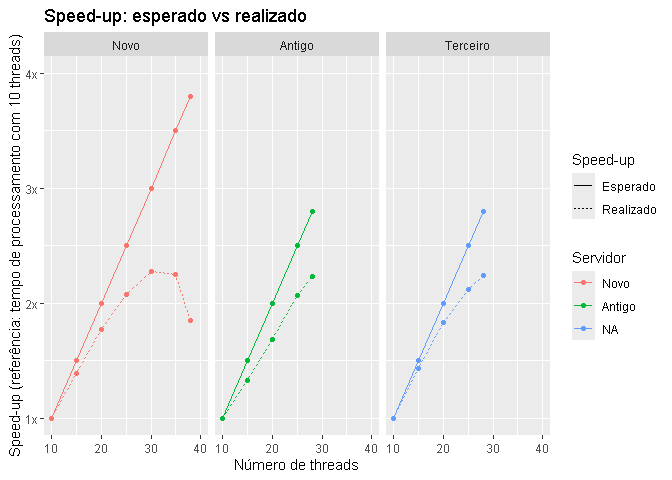 Speed-up: esperado vs realizado
Novo
Antigo
Terceiro
Speed-up (referência: tempo de processamento com 10 threads)
4x
3x
2x
1x
10 20 30 40
10 20 30 40
10 20 30 40
Número de threads
Speed-up
Esperado
Realizado
Servidor
Novo
Antigo
NA